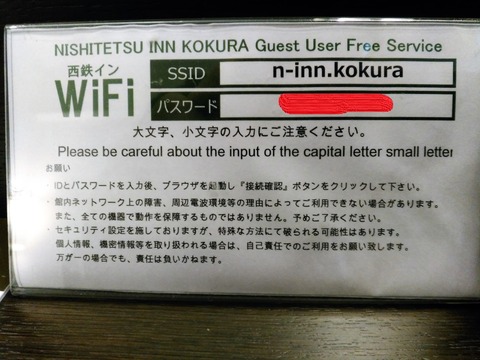 NISHITETSU INN KOKURA Guest User Free Service
西鉄イン
WiFi
SSID
n-inn.kokura
パスワード
大文字、小文字の入力にご注意ください。
Please be careful about the input of the capital letter small letter
お願い
・IDとパスワードを入力後、ブラウザを起動し『接続確認』ボタンをクリックして下さい。
・館内ネットワーク上の障害、周辺電波環境等の理由によってご利用できない場合があります。
また、全ての機器で動作を保障するものではありません。予めご了承ください。
・セキュリティ設定を施しておりますが、特殊な方法にて破られる可能性はあります。
個人情報、機密情報等を取り扱われる場合は、自己責任でのご利用をお願い致します。
万が一の場合でも、責任は負いかねます。